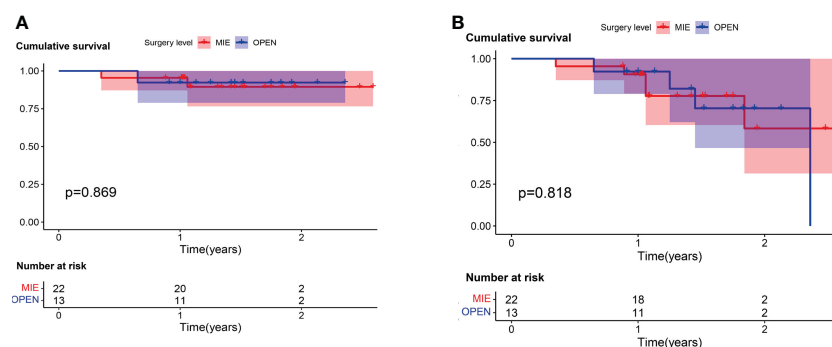 A
Cumulative survival
Surgery level MIE OPEN
1.00
0.75
0.50
0.25
0.00
p=0.869
0 1 2
Time(years)
Number at risk
MIE 22 20 2
OPEN 13 11 2
0 1 2
Time(years)
B
Cumulative survival
Surgery level MIE OPEN
1.00
0.75
0.50
0.25
0.00
p=0.818
0 1 2
Time(years)
Number at risk
MIE 22 18 2
OPEN 13 11 2
0 1 2
Time(years)